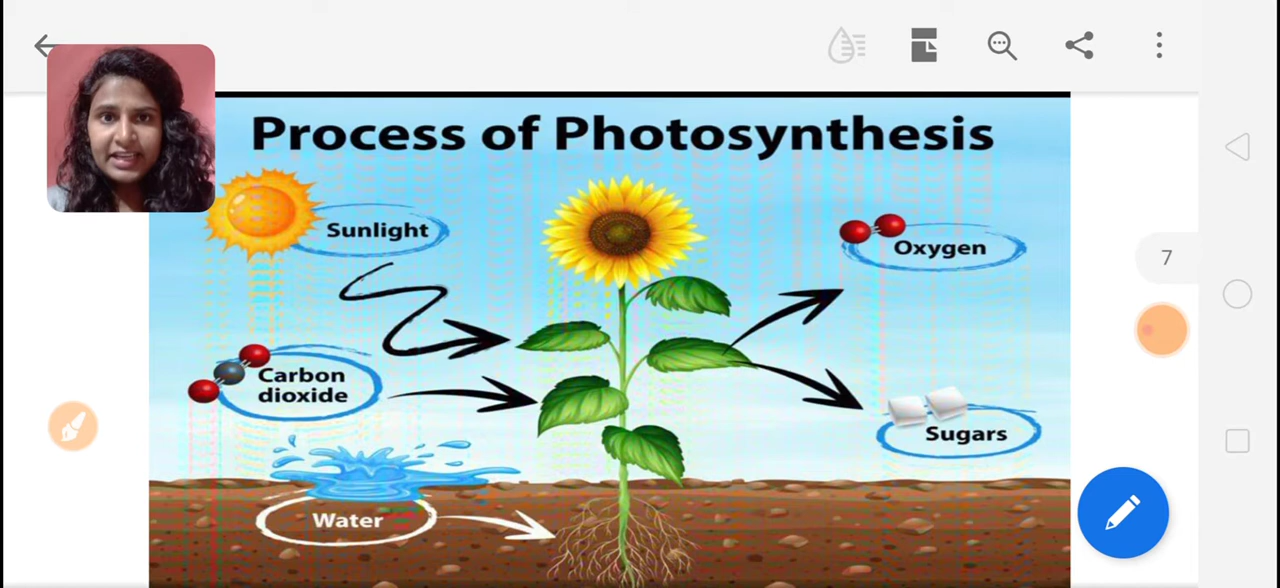 Process of Photosynthesis
Sunlight
Oxygen
7
Carbon
dioxide
Sugars
Water